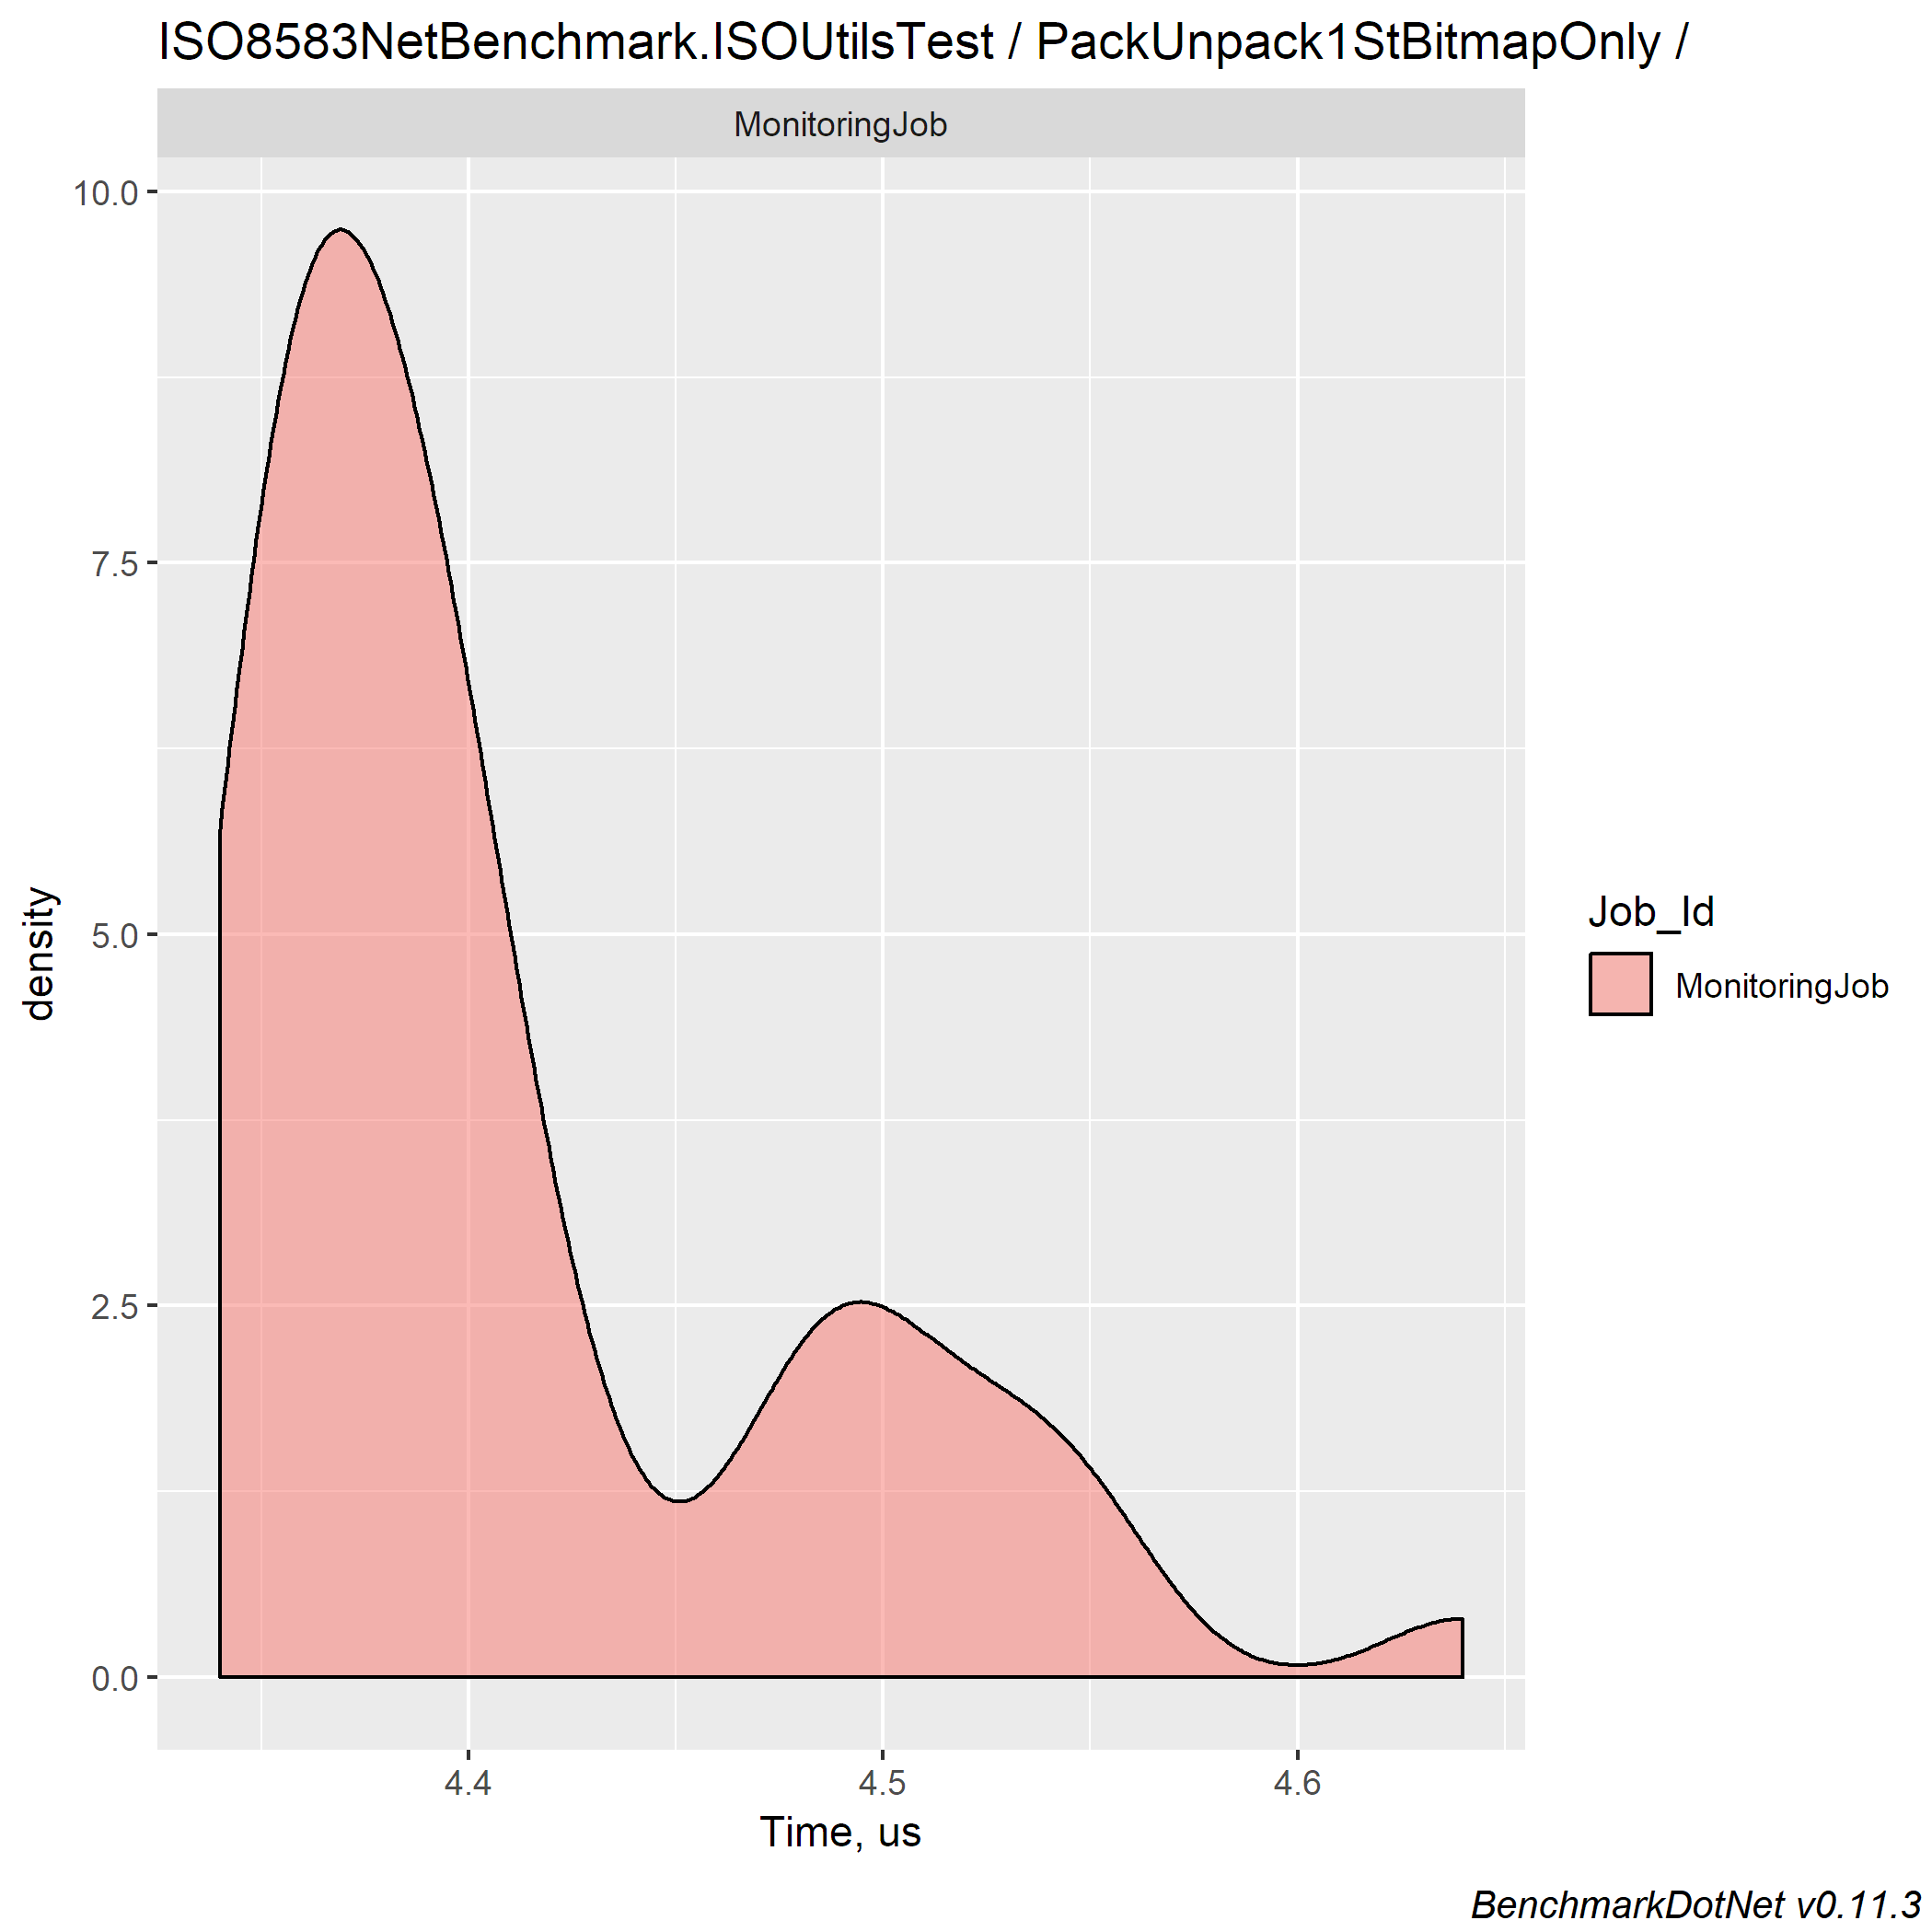 ISO8583NetBenchmark.ISOUtilsTest / PackUnpack1StBitmapOnly /
MonitoringJob
10.0
7.5
5.0
2.5
0.0
density
4.4 4.5 4.6
Time, us
Job_Id
MonitoringJob
BenchmarkDotNet v0.11.3